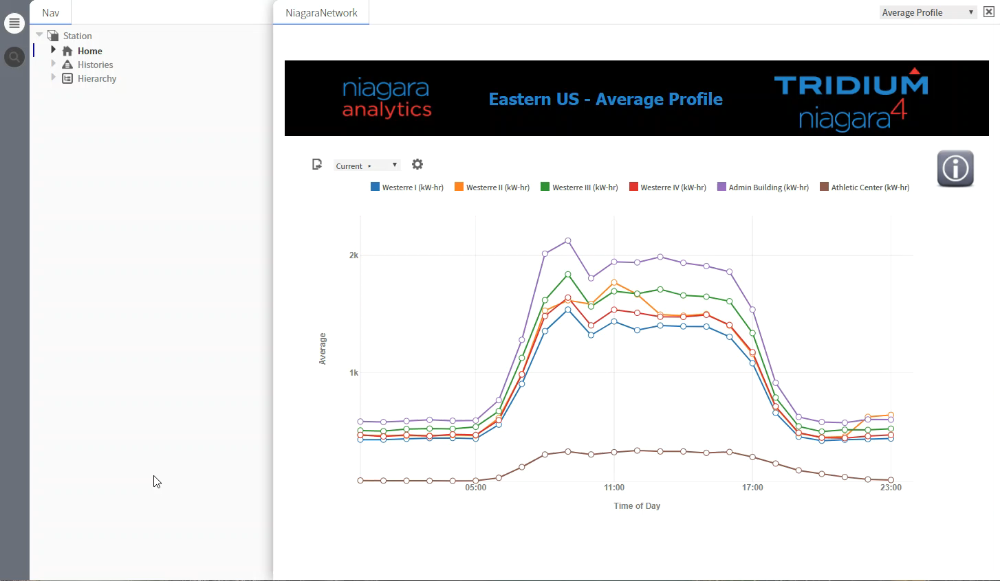 Nav
NiagaraNetwork
Average Profile
Station
Home
Histories
Hierarchy
niagara
analytics
Eastern US - Average Profile
TRIDIUM
niagara4
Current
Westerre I (kW-hr)
Westerre II (kW-hr)
Westerre III (kW-hr)
Westerre IV (kW-hr)
Admin Building (kW-hr)
Athletic Center (kW-hr)
2k
1k
Average
05:00
11:00
17:00
23:00
Time of Day